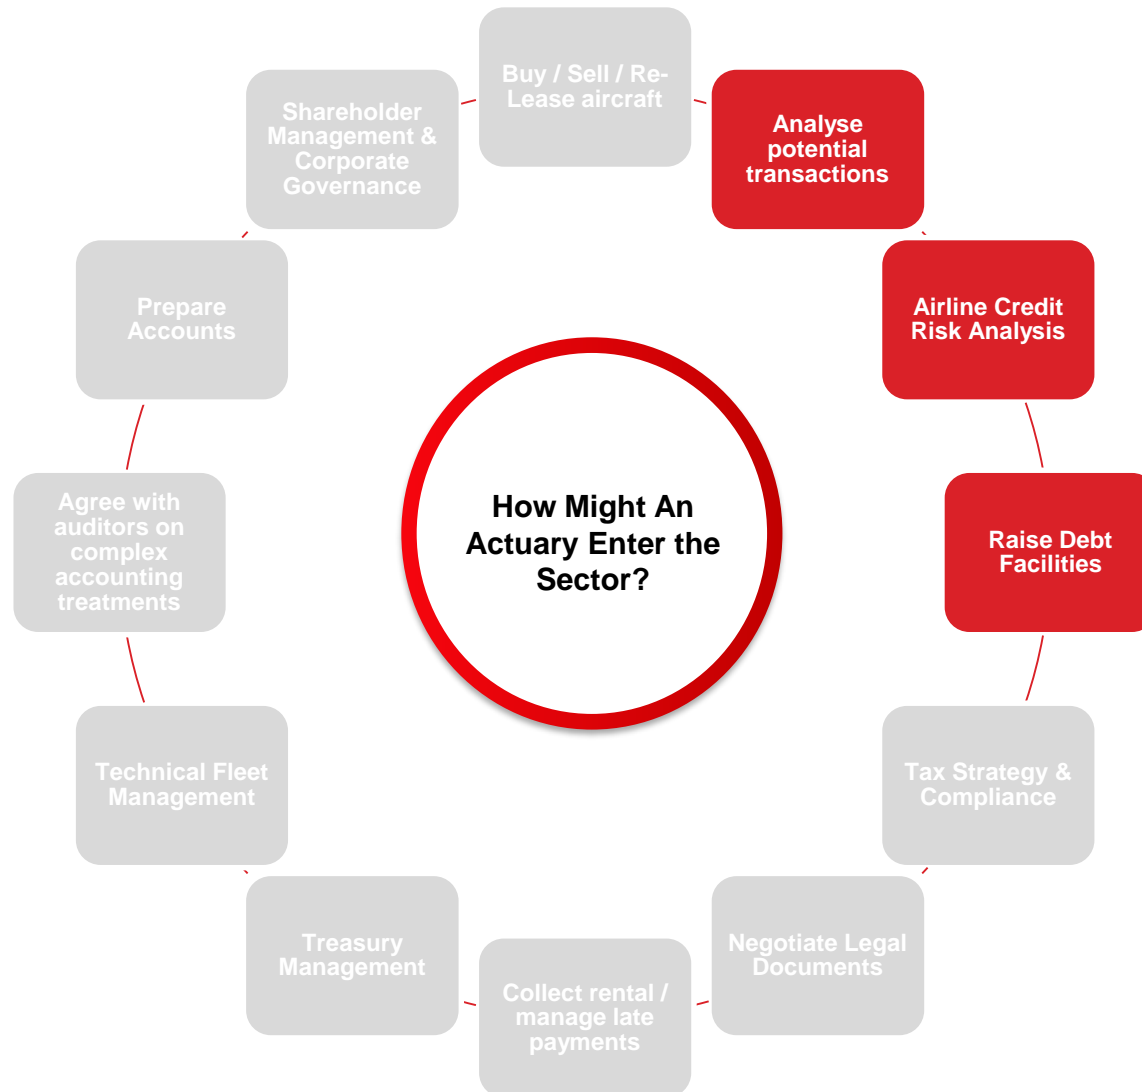 Buy / Sell / Re-
Lease aircraft
Analyse
potential
transactions
Airline Credit
Risk Analysis
Raise Debt
Facilities
Tax Strategy &
Compliance
Negotiate Legal
Documents
Collect rental /
manage late
payments
Treasury
Management
Technical Fleet
Management
Agree with
auditors on
complex
accounting
treatments
Prepare
Accounts
Shareholder
Management &
Corporate
Governance
How Might An
Actuary Enter the
Sector?